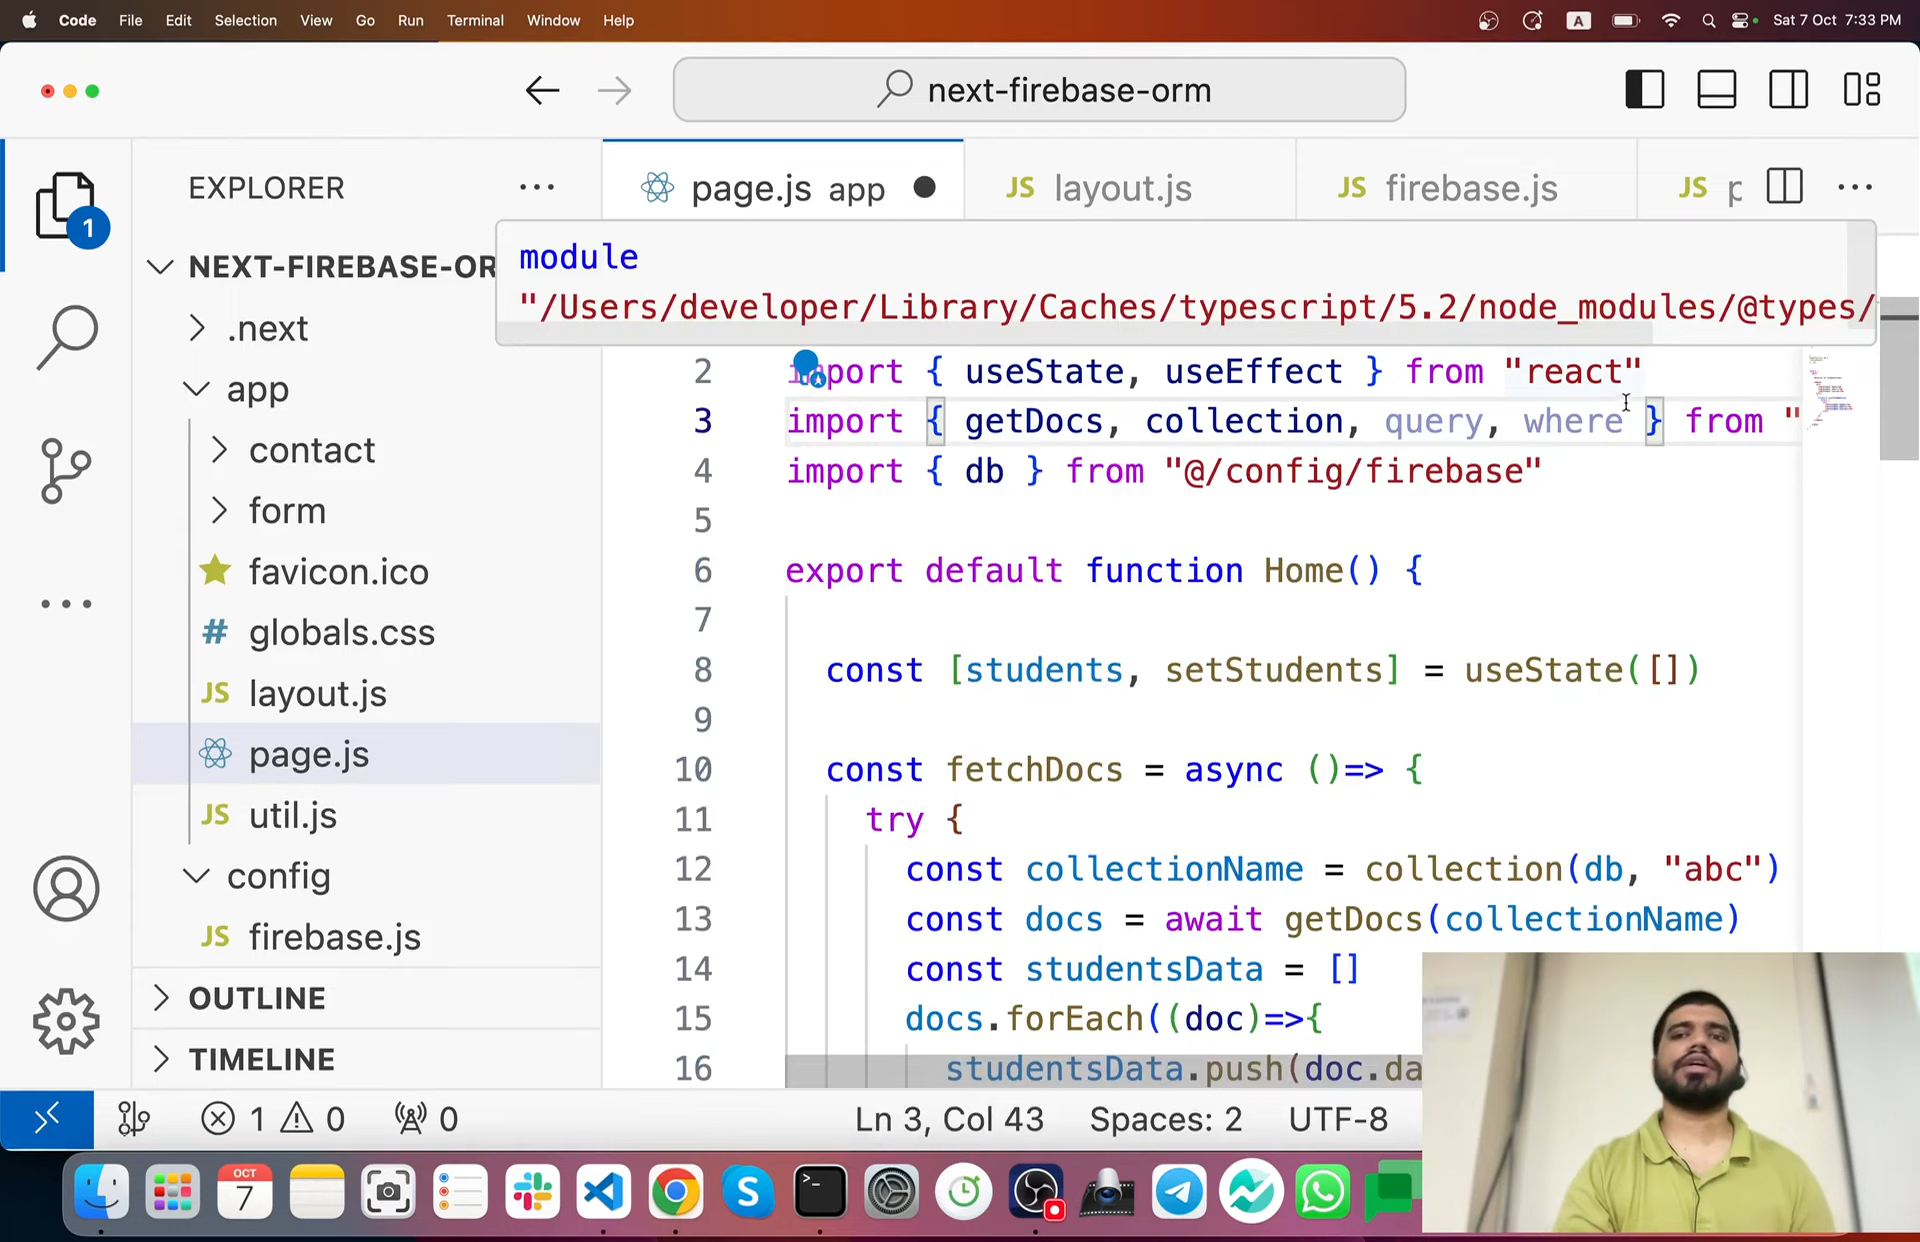 Code File Edit Selection View Go Run Terminal Window Help A Sat 7 Oct 7:33 PM
next-firebase-orm
EXPLORER
page.js app
JS layout.js
JS firebase.js
JS p
1
NEXT-FIREBASE-OR
module
"/Users/developer/Library/Caches/typescript/5.2/node_modules/@types/
.next
app
contact
form
favicon.ico
# globals.css
JS layout.js
page.js
JS util.js
config
JS firebase.js
OUTLINE
TIMELINE
2 import { useState, useEffect } from "react"
3 import { getDocs, collection, query, where } from "
4 import { db } from "@/config/firebase"
5
6 export default function Home() {
7
8 const [students, setStudents] = useState([])
9
10 const fetchDocs = async ()=> {
11 try {
12 const collectionName = collection(db, "abc")
13 const docs = await getDocs(collectionName)
14 const studentsData = []
15 docs.forEach((doc)=>{
16 studentsData.push(doc.da
1 0 0 Ln 3, Col 43 Spaces: 2 UTF-8
OCT
7
S